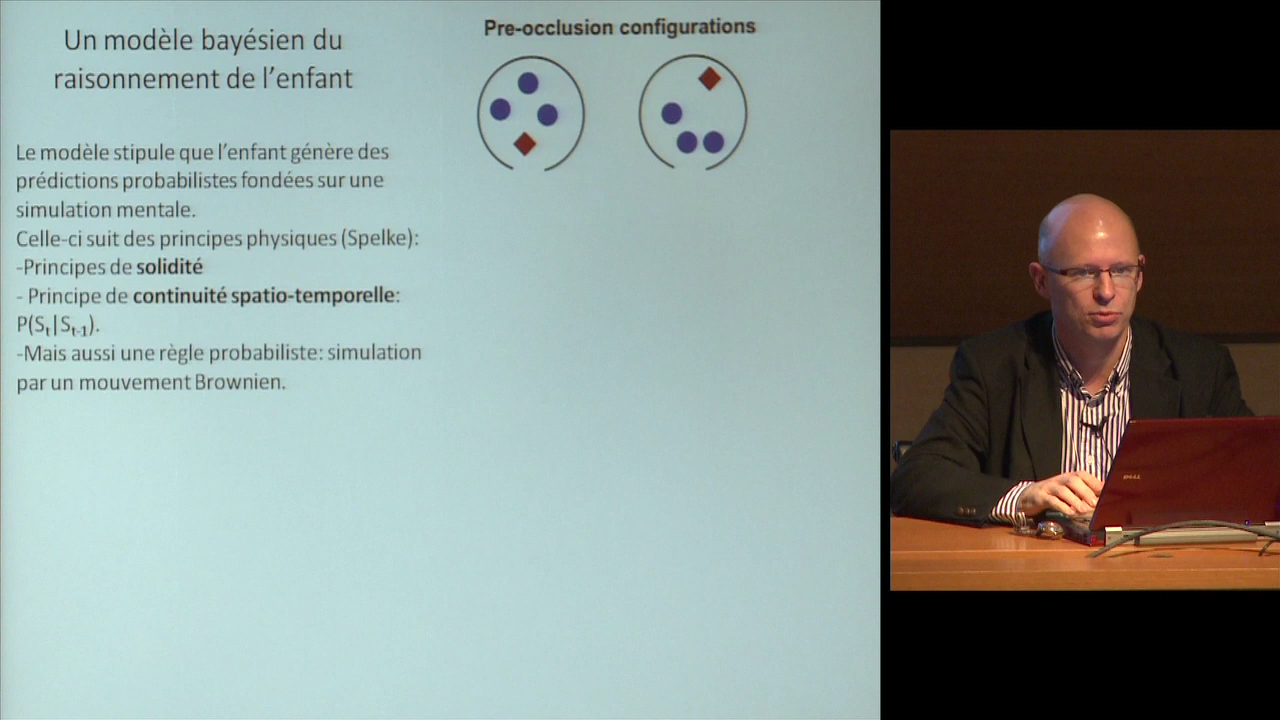 Un modèle bayésien du
raisonnement de l'enfant
Pre-occlusion configurations
Le modèle stipule que l'enfant génère des
prédictions probabilistes fondées sur une
simulation mentale.
Celle-ci suit des principes physiques (Spelke):
-Principes de solidité
- Principe de continuité spatio-temporelle:
P(St|St-1).
-Mais aussi une règle probabiliste: simulation
par un mouvement Brownien.
DELL